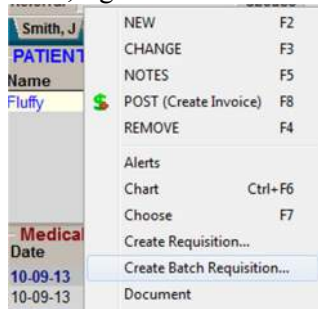 Smith, J
PATIENT
Name
Fluffy
Medical
Date
10-09-13
10-09-13
NEW F2
CHANGE F3
NOTES F5
POST (Create Invoice) F8
REMOVE F4
Alerts
Chart Ctrl+F6
Choose F7
Create Requisition...
Create Batch Requisition...
Document